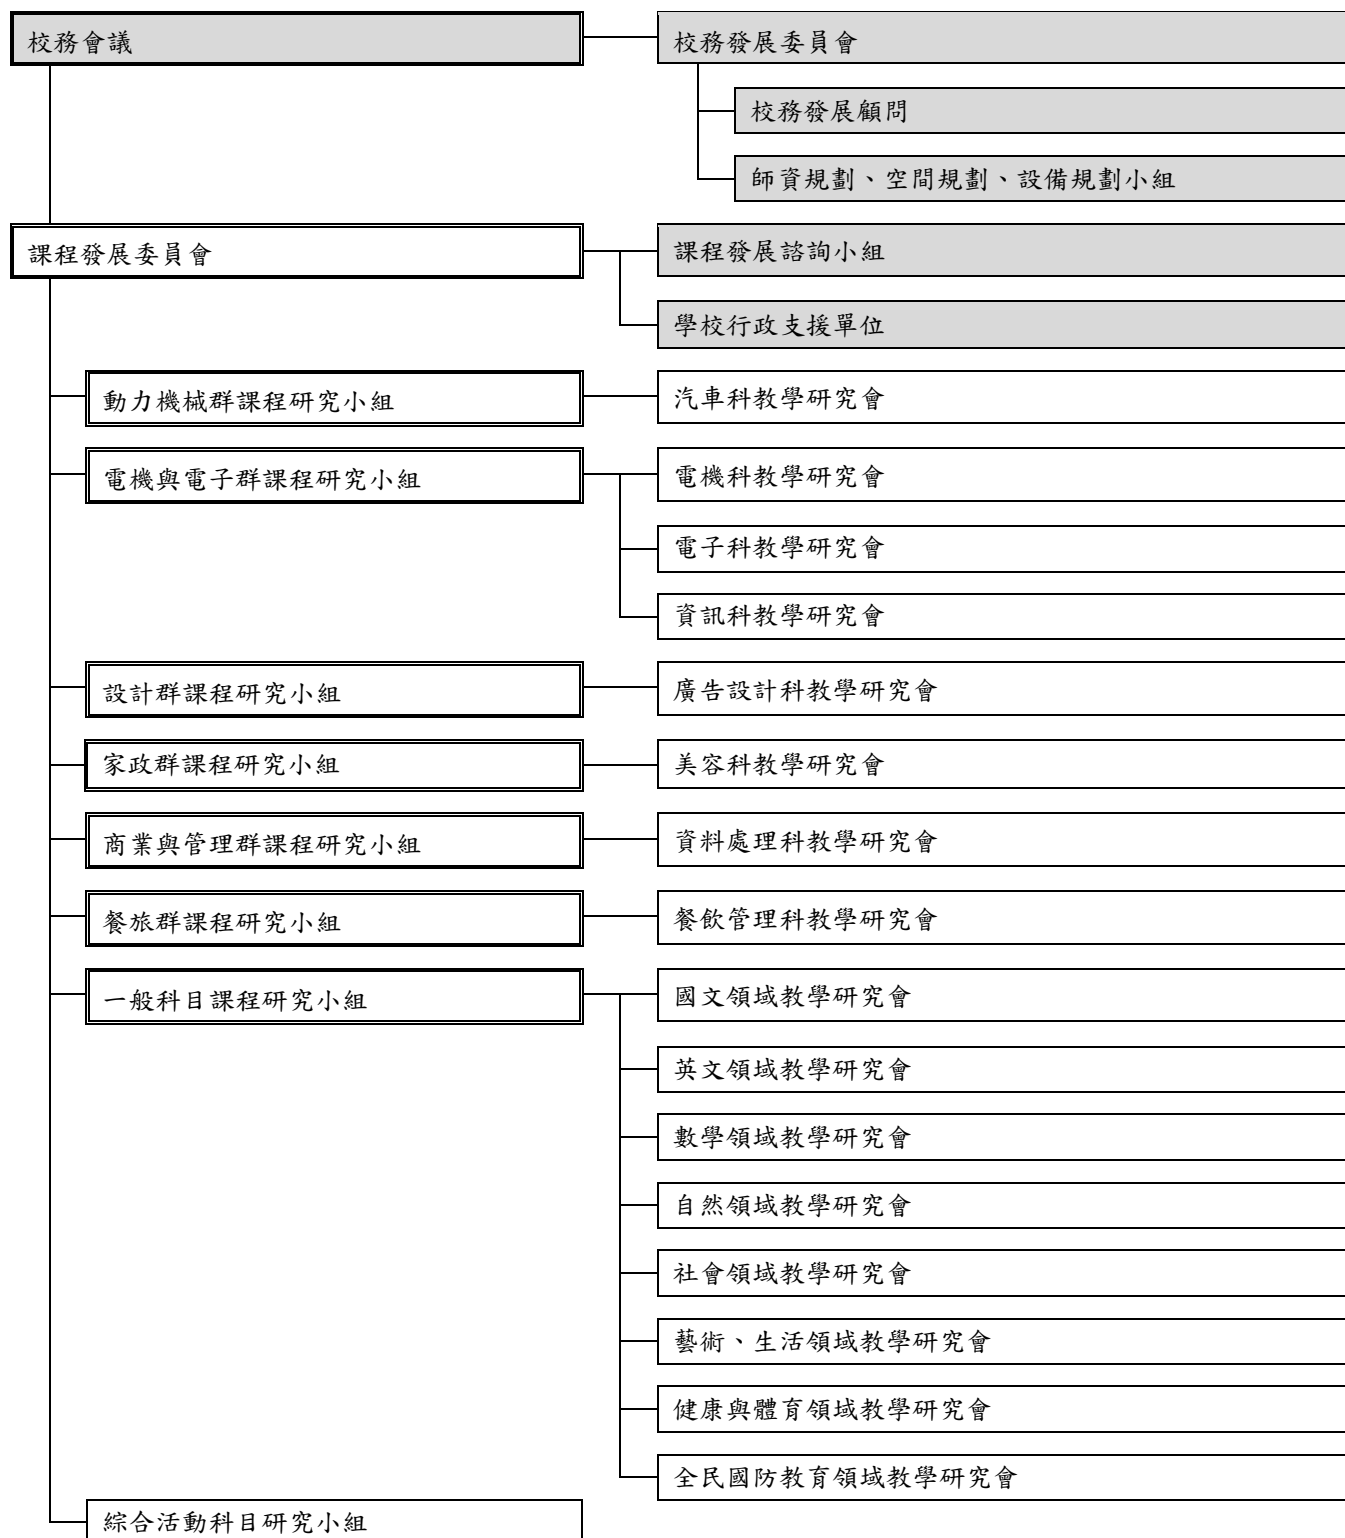 校務會議
校務發展委員會
校務發展顧問
師資規劃、空間規劃、設備規劃小組
課程發展委員會
課程發展諮詢小組
學校行政支援單位
動力機械群課程研究小組
汽車科教學研究會
電機與電子群課程研究小組
電機科教學研究會
電子科教學研究會
資訊科教學研究會
設計群課程研究小組
廣告設計科教學研究會
家政群課程研究小組
美容科教學研究會
商業與管理群課程研究小組
資料處理科教學研究會
餐旅群課程研究小組
餐飲管理科教學研究會
一般科目課程研究小組
國文領域教學研究會
英文領域教學研究會
數學領域教學研究會
自然領域教學研究會
社會領域教學研究會
藝術、生活領域教學研究會
健康與體育領域教學研究會
全民國防教育領域教學研究會
綜合活動科目研究小組